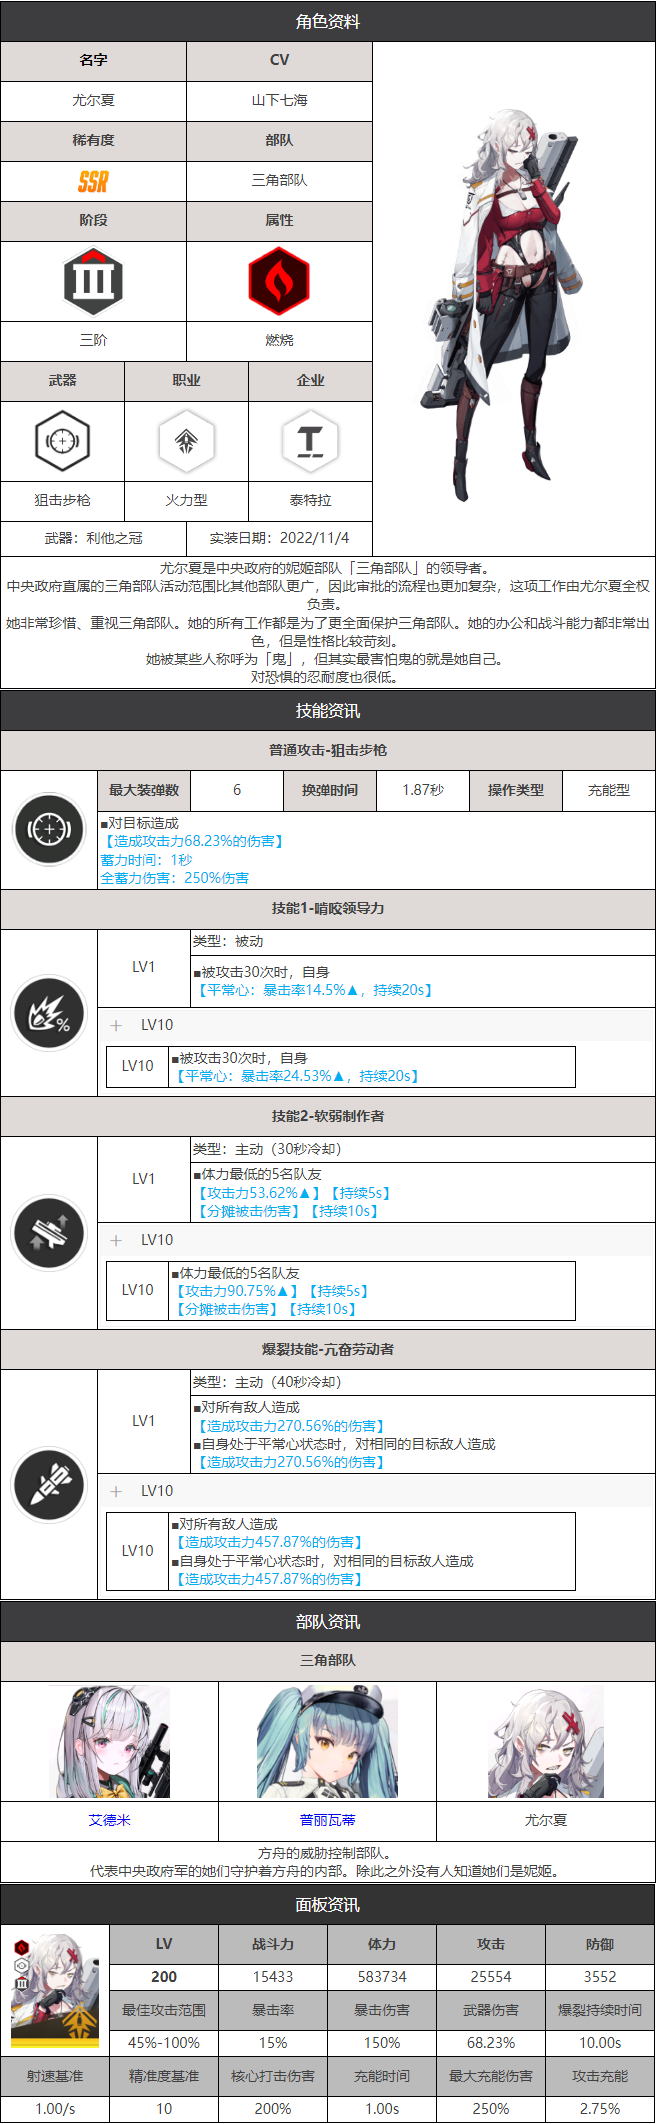 角色资料
名字
CV
尤尔夏
山下七海
稀有度
部队
SSR
三角部队
阶段
属性
三阶
燃烧
武器
职业
企业
狙击步枪
火力型
泰特拉
武器：利他之冠
实装日期：2022/11/4
尤尔夏是中央政府的妮姬部队「三角部队」的领导者。
中央政府直属的三角部队活动范围比其他部队更广，因此审批的流程也更加复杂，这项工作由尤尔夏全权
负责。
她非常珍惜、重视三角部队。她的所有工作都是为了更全面保护三角部队。她的办公和战斗能力都非常出
色，但是性格比较苛刻。
她被某些人称呼为「鬼」，但其实最害怕鬼的就是她自己。
对恐惧的忍耐度也很低。
技能资讯
普通攻击-狙击步枪
最大装弹数
6
换弹时间
1.87秒
操作类型
充能型
■对目标造成
【造成攻击力68.23%的伤害】
蓄力时间：1秒
全蓄力伤害：250%伤害
技能1-啃咬领导力
LV1
类型：被动
■被攻击30次时，自身
【平常心：暴击率14.5%▲，持续20s】
LV10
LV10
■被攻击30次时，自身
【平常心：暴击率24.53%▲，持续20s】
%
技能2-软弱制作者
LV1
类型：主动（30秒冷却）
■体力最低的5名队友
【攻击力53.62%▲】【持续5s】
【分摊被击伤害】【持续10s】
LV10
LV10
■体力最低的5名队友
【攻击力90.75%▲】【持续5s】
【分摊被击伤害】【持续10s】
爆裂技能-亢奋劳动者
LV1
类型：主动（40秒冷却）
■对所有敌人造成
【造成攻击力270.56%的伤害】
■自身处于平常心状态时，对相同的目标敌人造成
【造成攻击力270.56%的伤害】
LV10
LV10
■对所有敌人造成
【造成攻击力457.87%的伤害】
■自身处于平常心状态时，对相同的目标敌人造成
【造成攻击力457.87%的伤害】
部队资讯
三角部队
艾德米
普丽瓦蒂
尤尔夏
方舟的威胁控制部队。
代表中央政府军的她们守护着方舟的内部。除此之外没有人知道她们是妮姬。
面板资讯
LV
战斗力
体力
攻击
防御
200
15433
583734
25554
3552
最佳攻击范围
暴击率
暴击伤害
武器伤害
爆裂持续时间
45%-100%
15%
150%
68.23%
10.00s
射速基准
精准度基准
核心打击伤害
充能时间
最大充能伤害
攻击充能
1.00/s
10
200%
1.00s
250%
2.75%